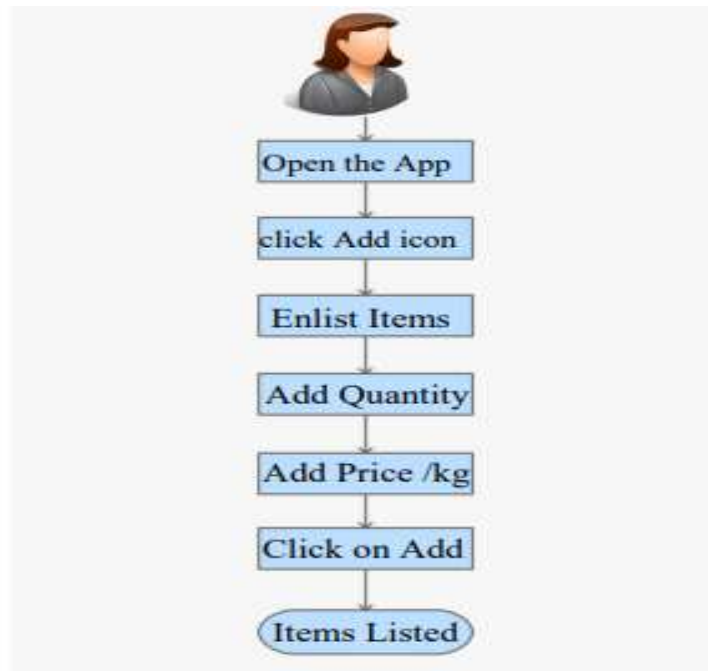 Open the App
click Add icon
Enlist Items
Add Quantity
Add Price /kg
Click on Add
Items Listed